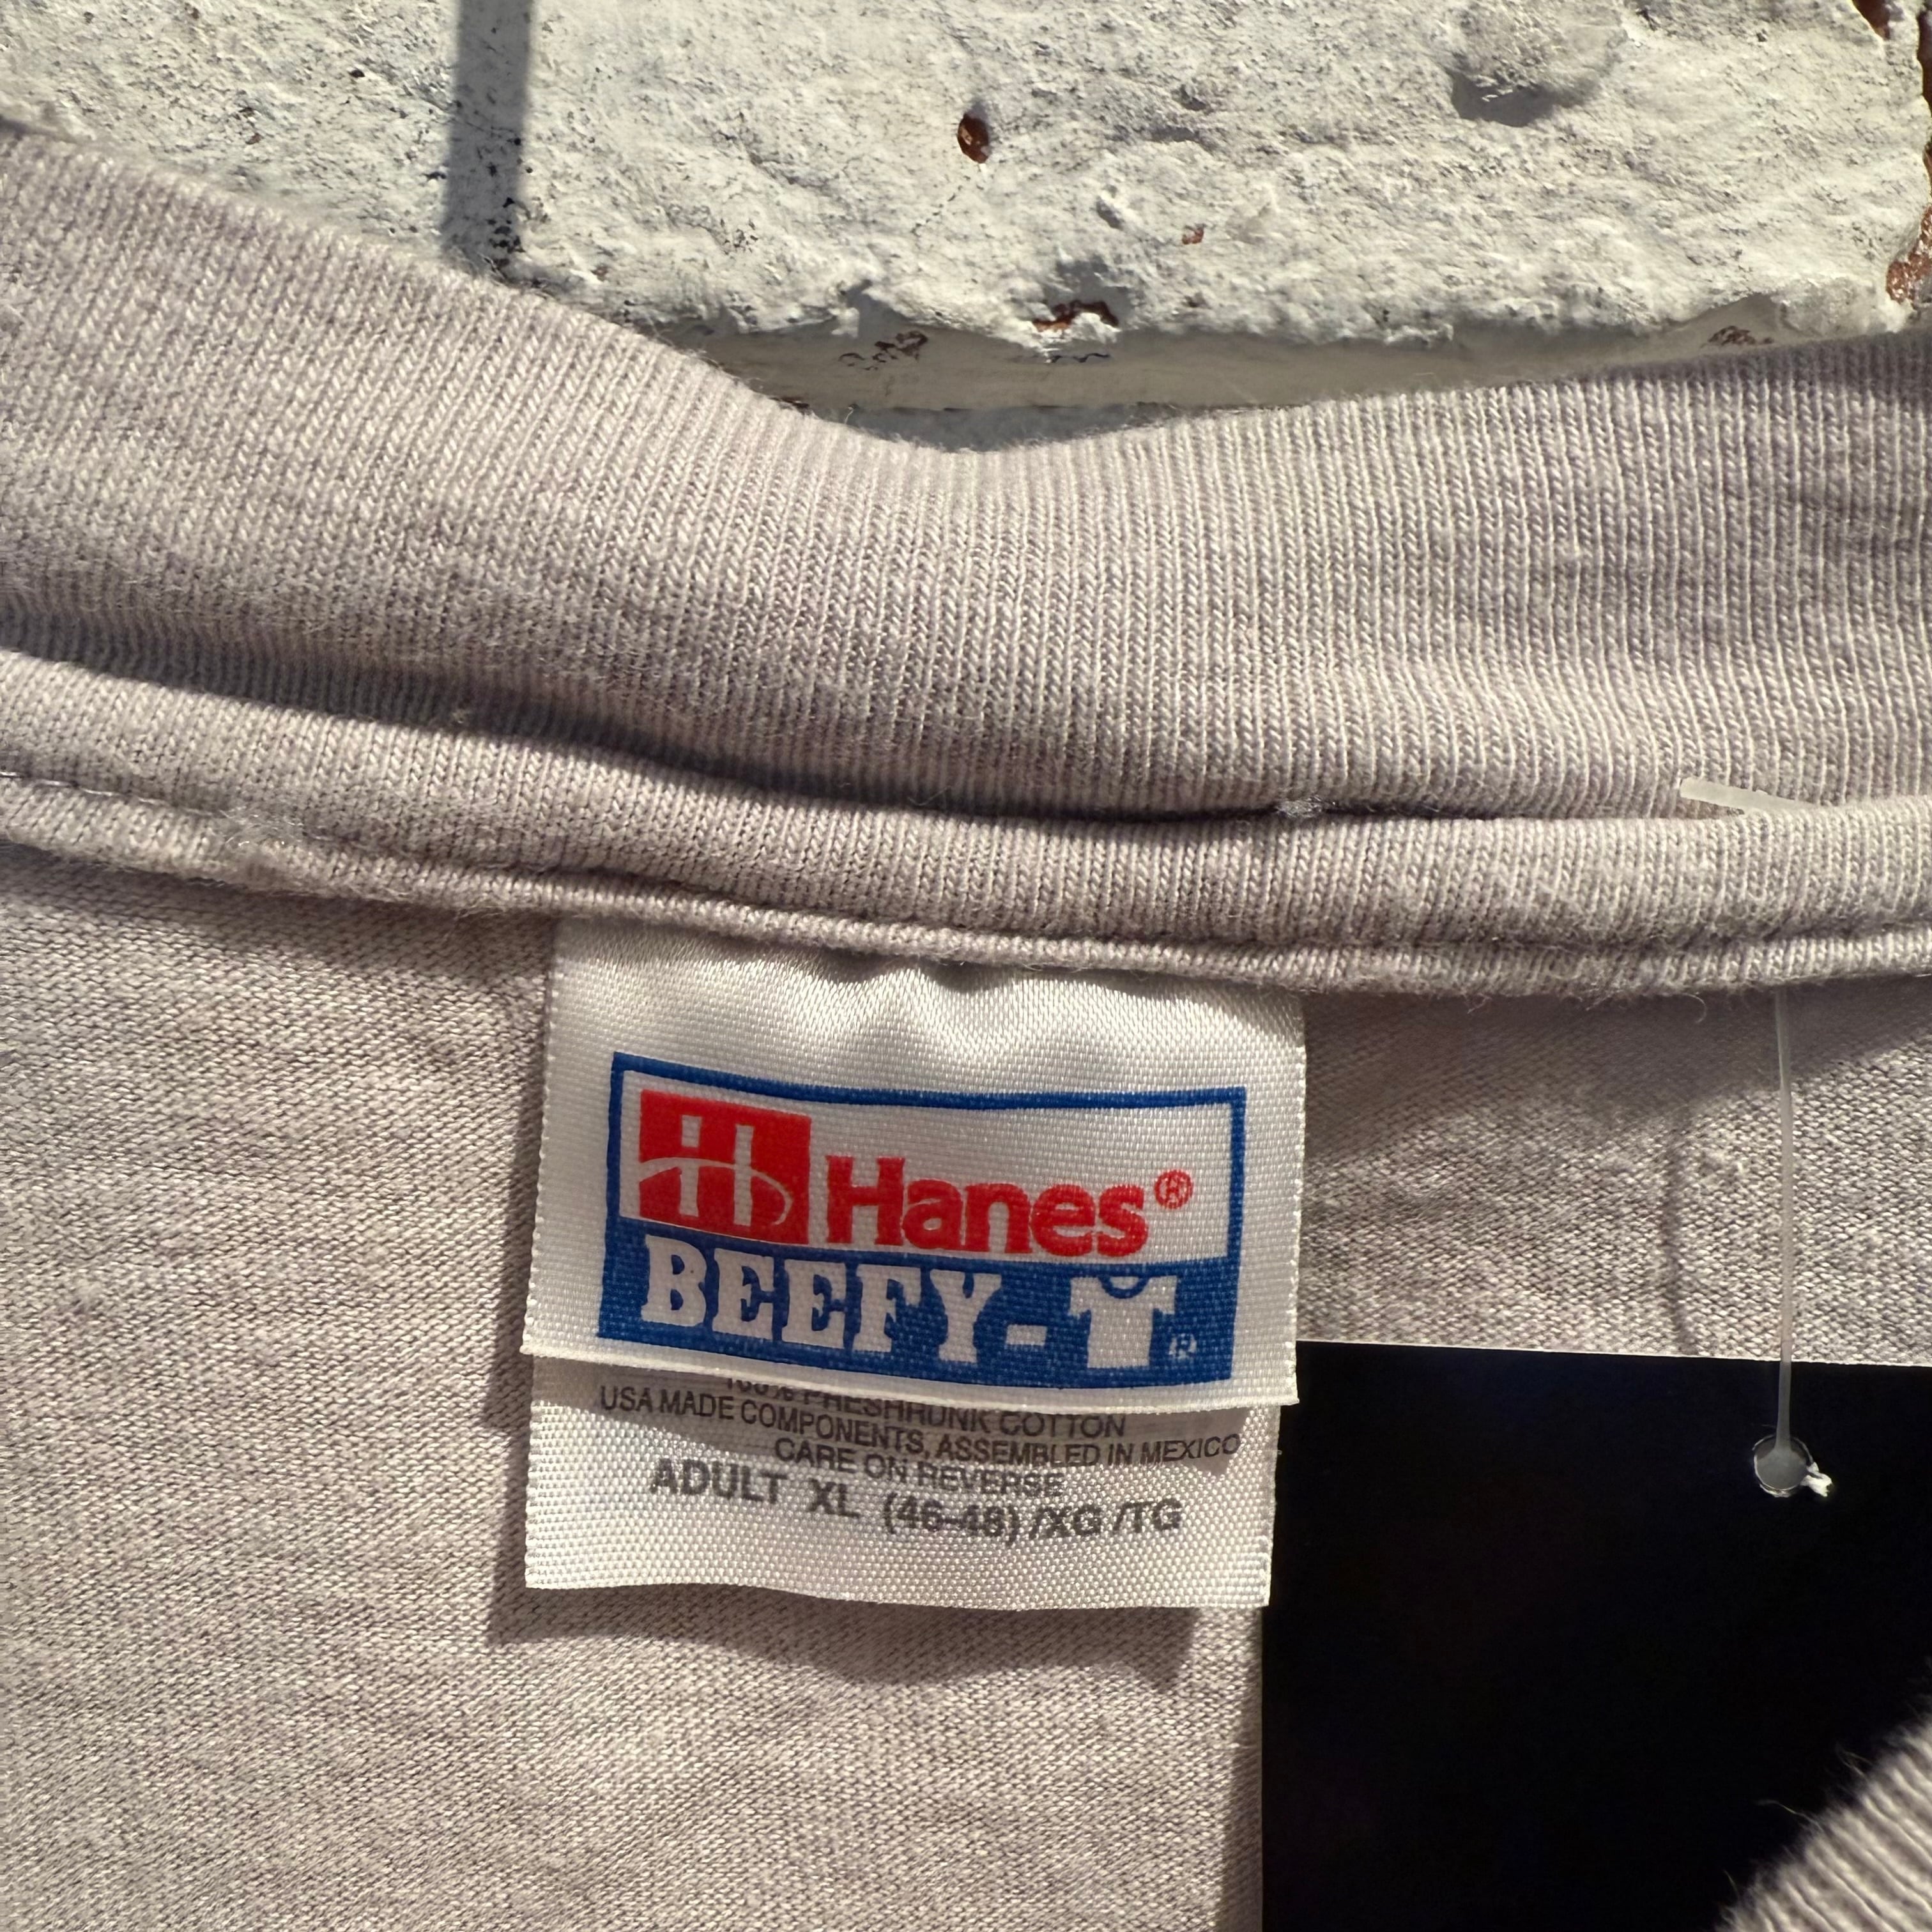 Hanes®
BEEFY-T®
100% PRESHRUNK COTTON
USA MADE COMPONENTS, ASSEMBLED IN MEXICO
CARE ON REVERSE
ADULT XL (46-48) /XG /TG